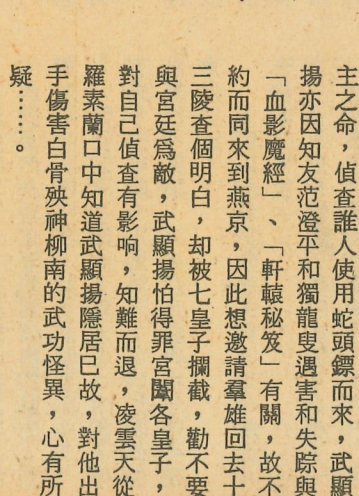 主之命，偵查誰人使用蛇頭鏢而來，武顯
揚亦因知友范澄平和獨龍叟遇害和失踪與
「血影魔經」、「軒轅秘笈」有關，故不
約而同來到燕京，因此想邀請羣雄回去十
三陵查個明白，却被七皇子攔截，勸不要
與宮廷爲敵，武顯揚怕得罪宮闈各皇子，
對自己偵查有影响，知難而退，凌雲天從
羅素蘭口中知道武顯揚隱居已故，對他出
手傷害白骨殃神柳南的武功怪異，心有所
疑……。